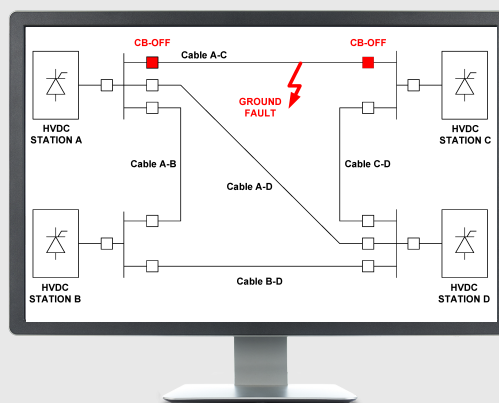 CB-OFF
CB-OFF
Cable A-C
GROUND
FAULT
HVDC
STATION A
HVDC
STATION C
Cable A-B
Cable A-D
Cable C-D
HVDC
STATION B
Cable B-D
HVDC
STATION D